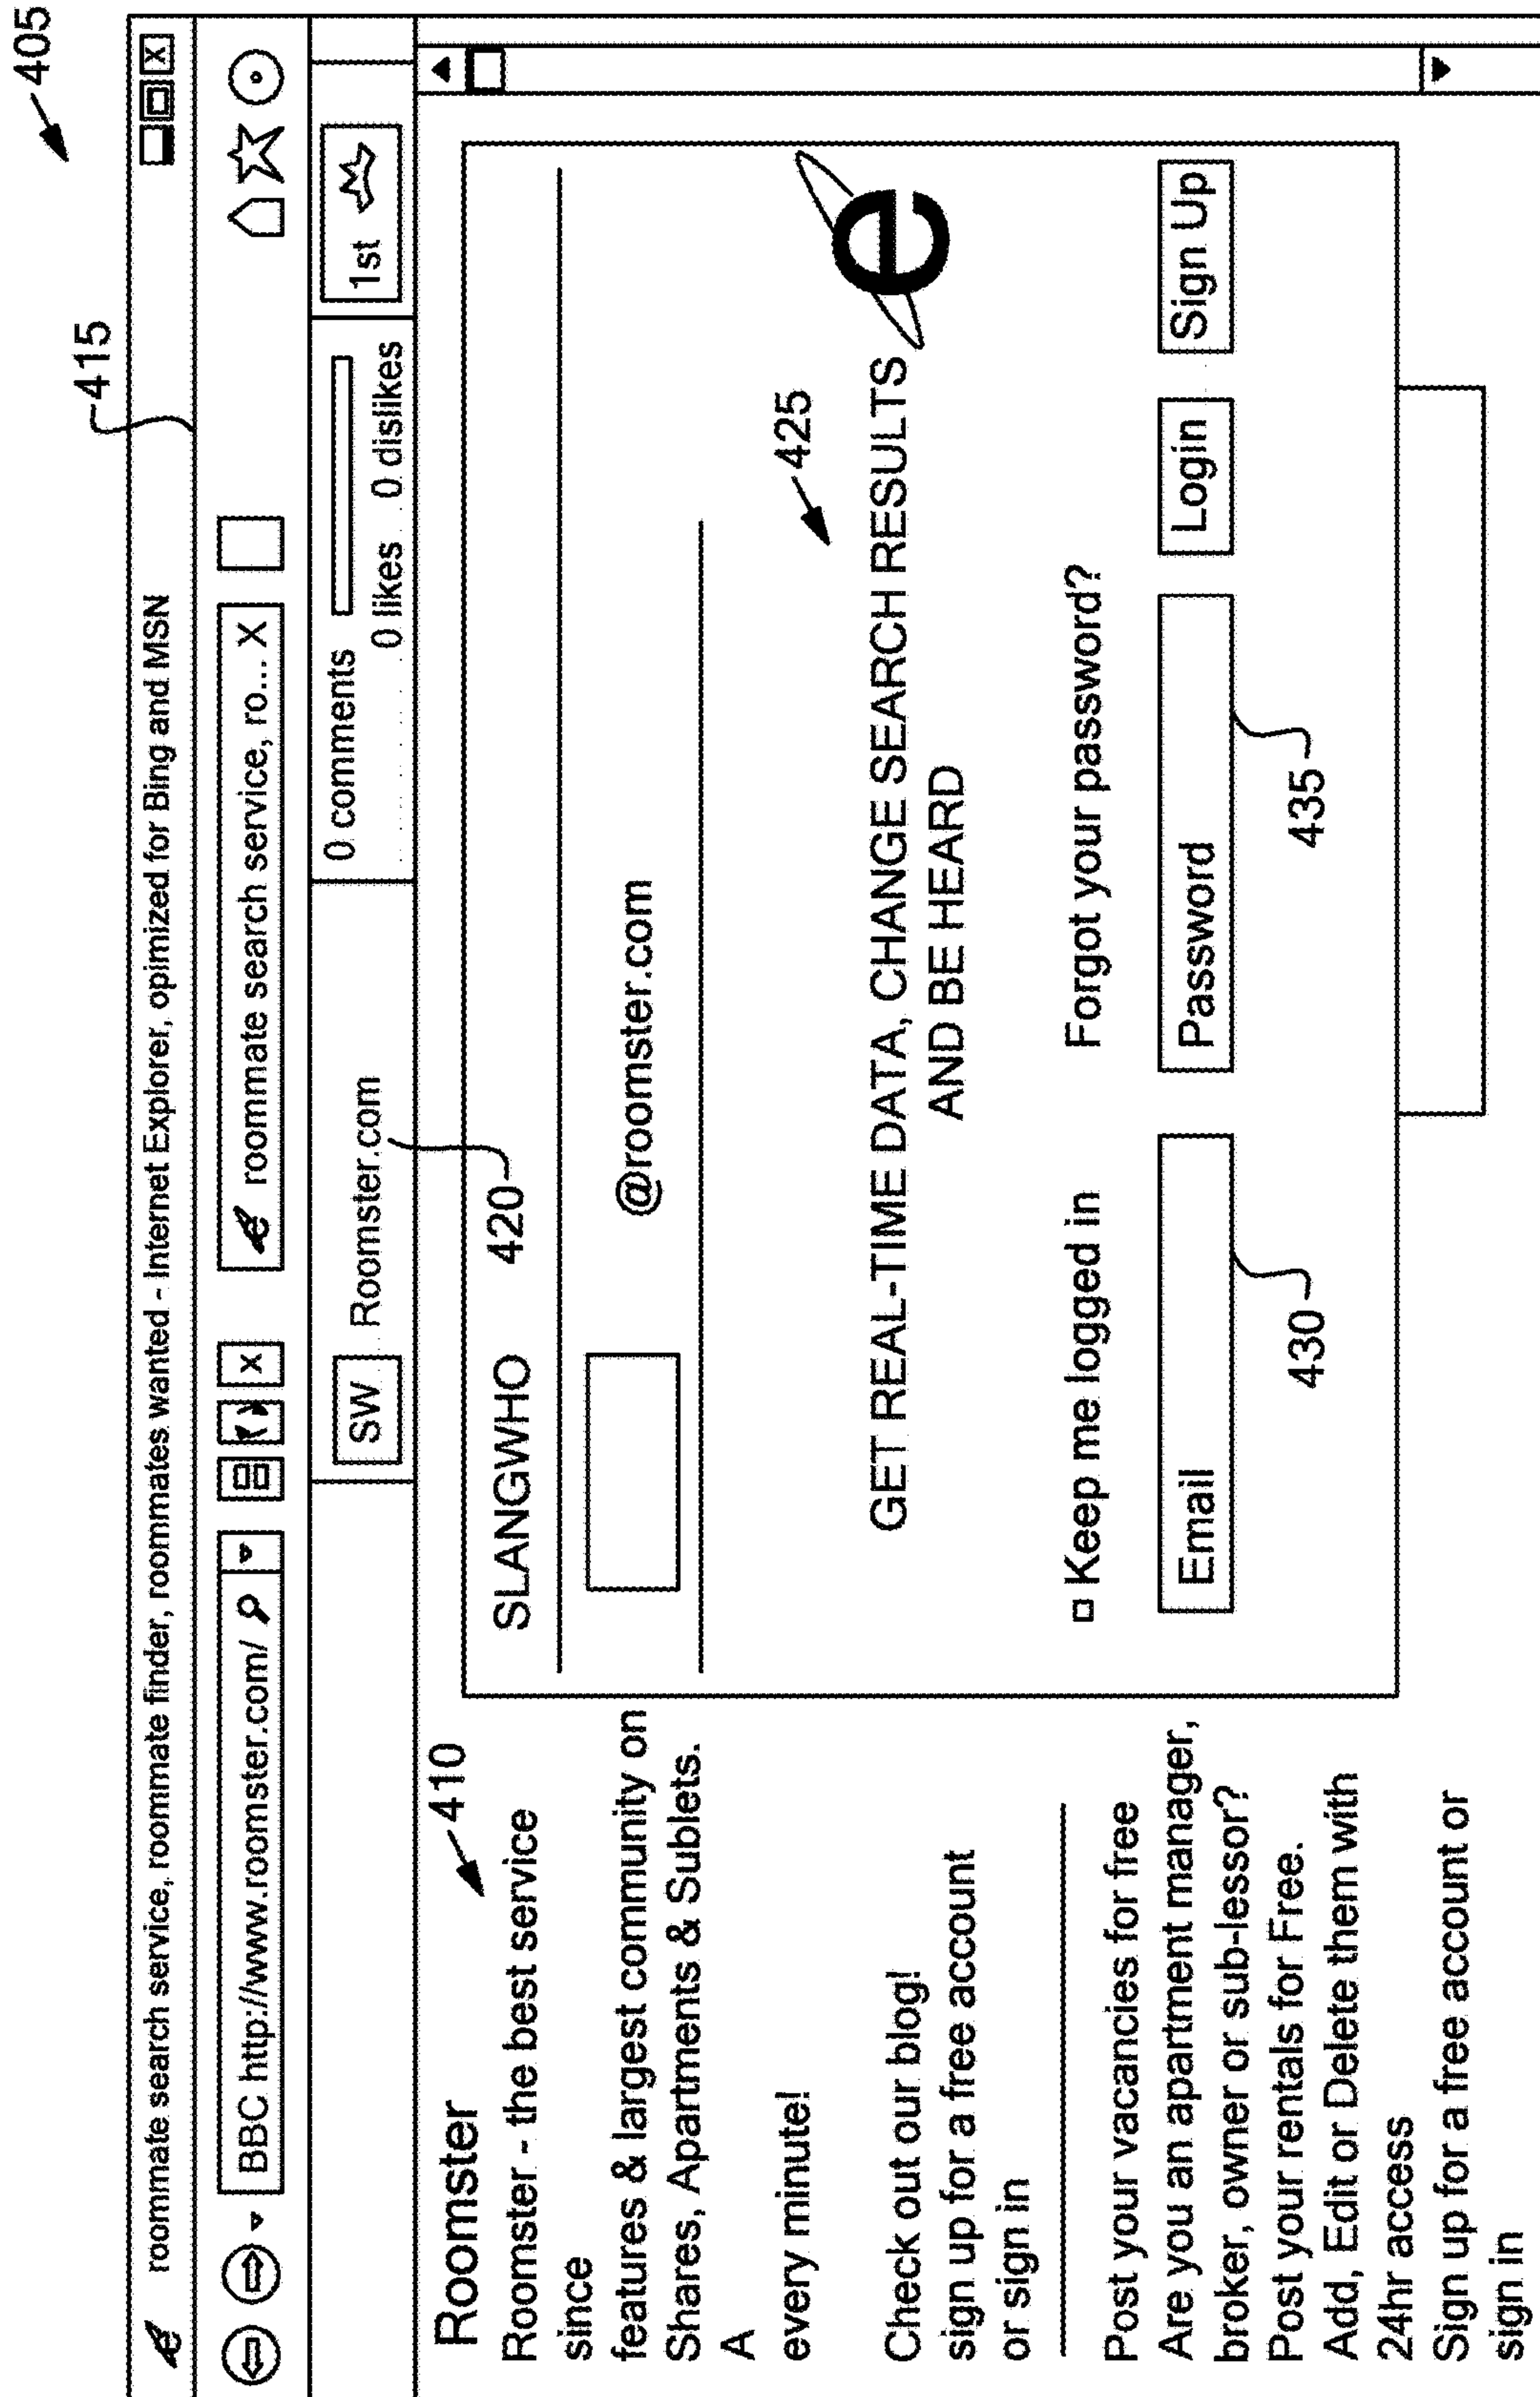 405
415
roommate search service, roommate finder, roommates wanted - Internet Explorer, opimized for Bing and MSN
X
BBC http://www.roomster.com/
X
roommate search service, ro... X
SW
Roomster.com
0 comments
0 likes 0 dislikes
1st
410
Roomster
Roomster - the best service
since
features & largest community on
Shares, Apartments & Sublets.
A
every minute!
Check out our blog!
sign up for a free account
or sign in
Post your vacancies for free
Are you an apartment manager,
broker, owner or sub-lessor?
Post your rentals for Free.
Add, Edit or Delete them with
24hr access
Sign up for a free account or
sign in
SLANGWHO
420
@roomster.com
425
GET REAL-TIME DATA, CHANGE SEARCH RESULTS
AND BE HEARD
e
Keep me logged in
Forgot your password?
Email
Password
Login
Sign Up
430
435